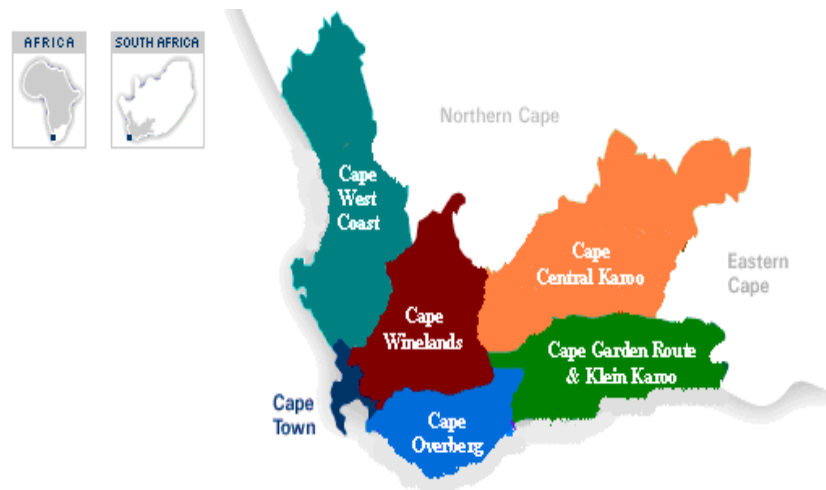 AFRICA
SOUTH AFRICA
Northern Cape
Cape
West
Coast
Cape
Central Karoo
Eastern
Cape
Cape
Winelands
Cape Garden Route
& Klein Karoo
Cape
Town
Cape
Overberg